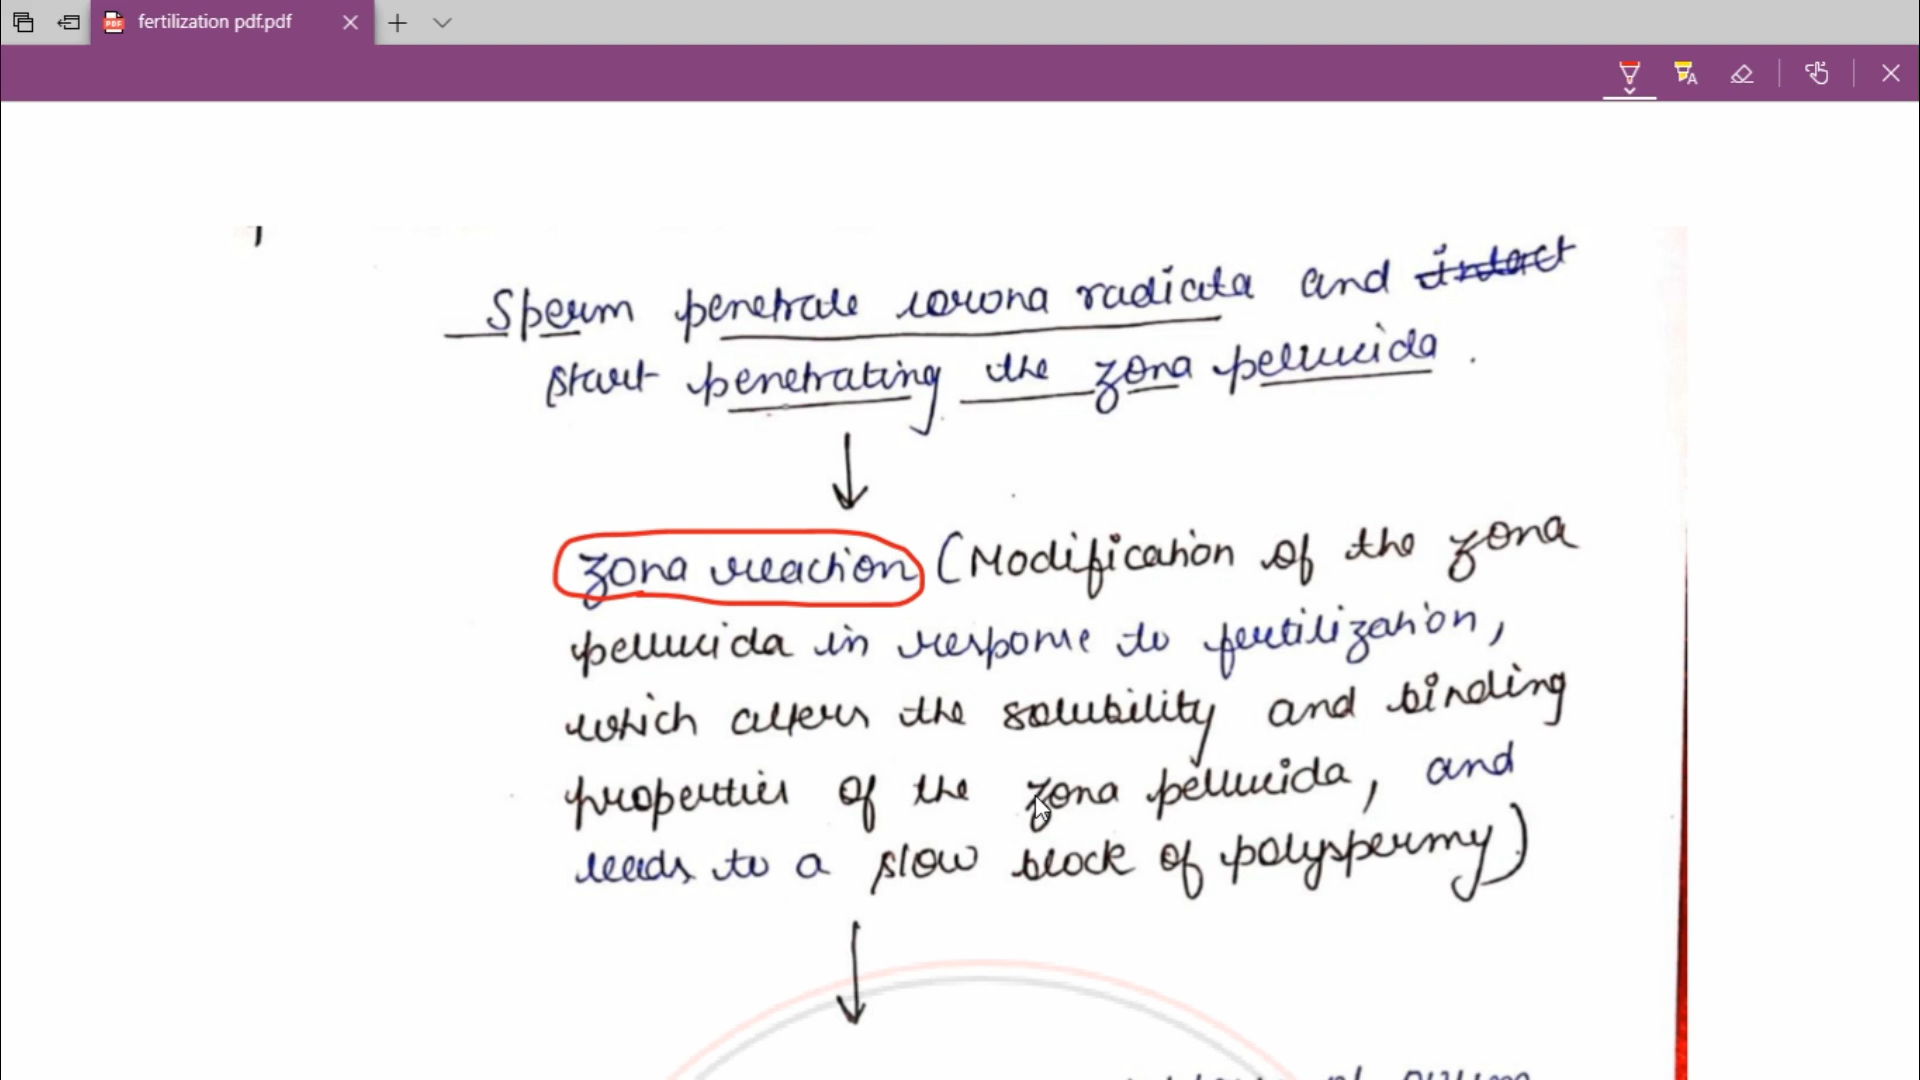 fertilization pdf.pdf
Sperm penetrate corona radiata and intact
start penetrating the zona pellucida .
zona reaction (Modification of the zona
pellucida in response to fertilization,
which alters the solubility and binding
properties of the zona pellucida, and
leads to a slow block of polyspermy)